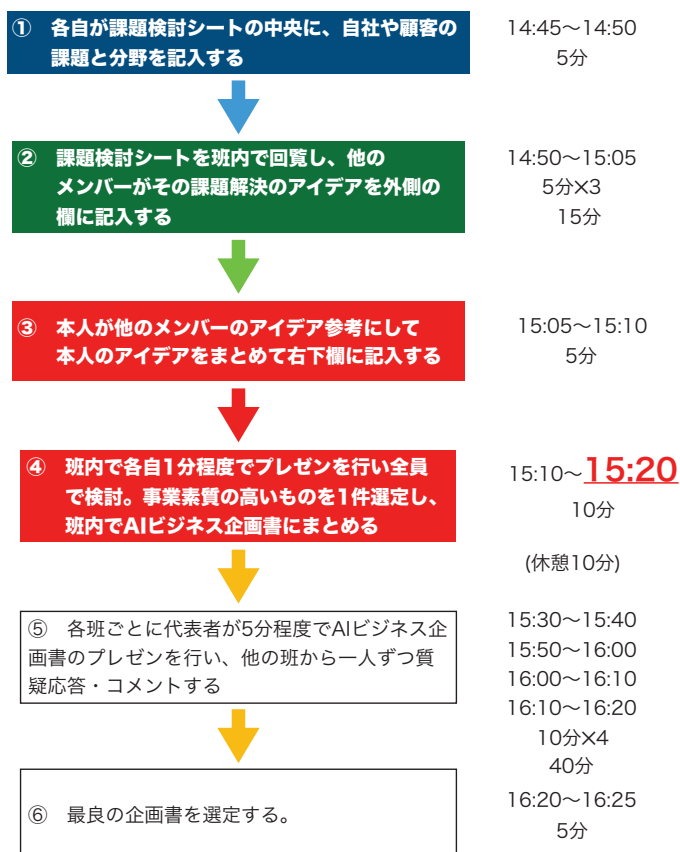 ① 各自が課題検討シートの中央に、自社や顧客の
課題と分野を記入する
14:45〜14:50
5分
② 課題検討シートを班内で回覧し、他の
メンバーがその課題解決のアイデアを外側の
欄に記入する
14:50〜15:05
5分×3
15分
③ 本人が他のメンバーのアイデア参考にして
本人のアイデアをまとめて右下欄に記入する
15:05〜15:10
5分
④ 班内で各自1分程度でプレゼンを行い全員
で検討。事業素質の高いものを1件選定し、
班内でAIビジネス企画書にまとめる
15:10〜15:20
10分
(休憩10分)
⑤ 各班ごとに代表者が5分程度でAIビジネス企
画書のプレゼンを行い、他の班から一人ずつ質
疑応答・コメントする
15:30〜15:40
15:50〜16:00
16:00〜16:10
16:10〜16:20
10分×4
40分
⑥ 最良の企画書を選定する。
16:20〜16:25
5分